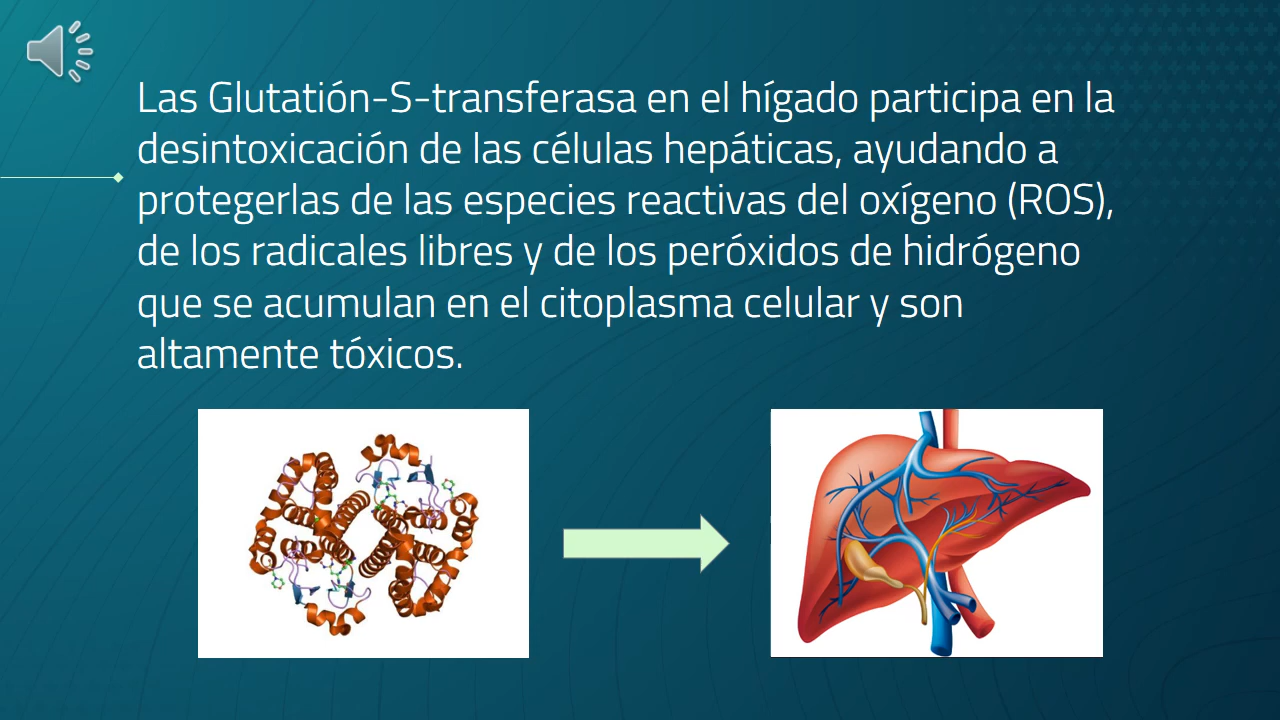 Las Glutatión-S-transferasa en el hígado participa en la
desintoxicación de las células hepáticas, ayudando a
protegerlas de las especies reactivas del oxígeno (ROS),
de los radicales libres y de los peróxidos de hidrógeno
que se acumulan en el citoplasma celular y son
altamente tóxicos.